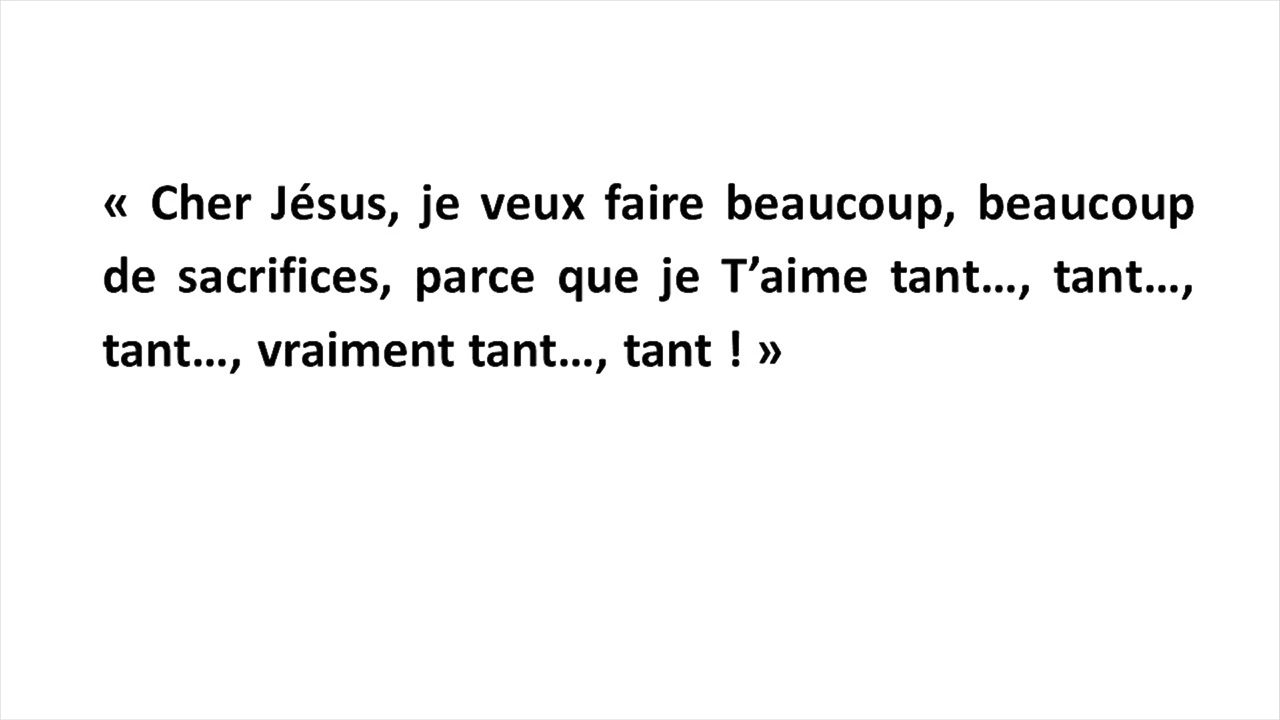 « Cher Jésus, je veux faire beaucoup, beaucoup
de sacrifices, parce que je T’aime tant…, tant…,
tant…, vraiment tant…, tant ! »